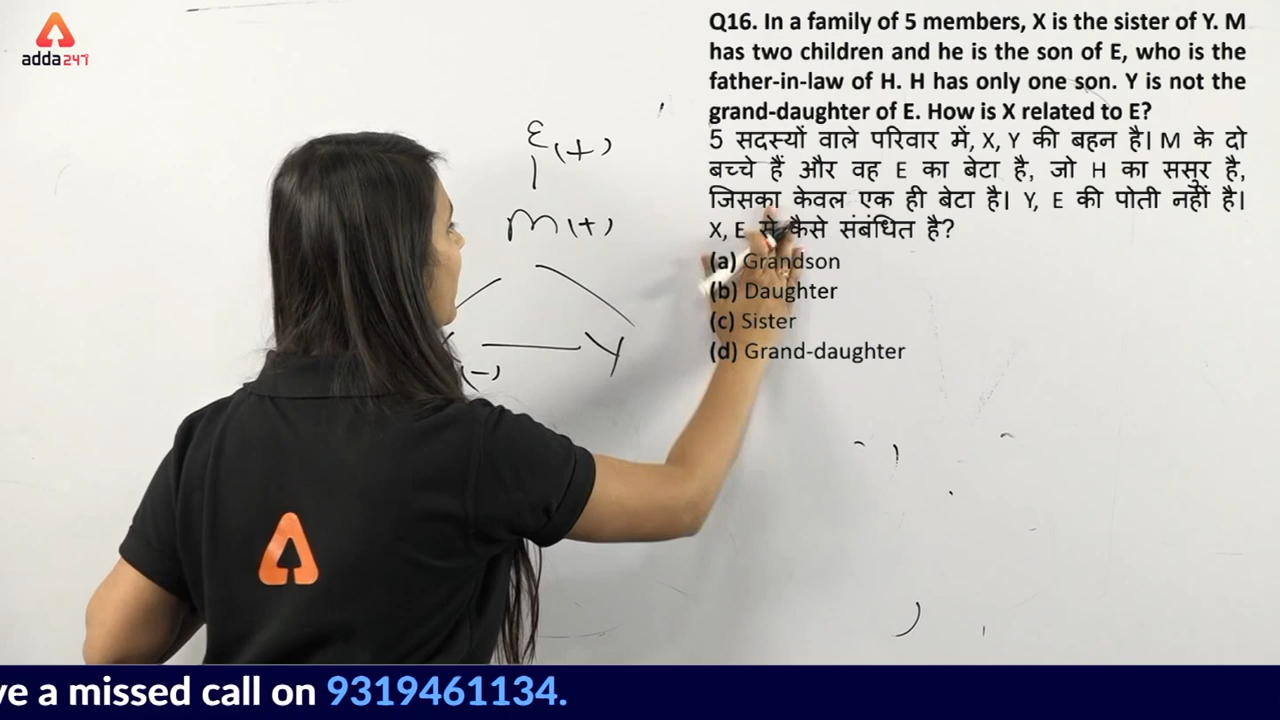 adda247
Q16. In a family of 5 members, X is the sister of Y. M
has two children and he is the son of E, who is the
father-in-law of H. H has only one son. Y is not the
grand-daughter of E. How is X related to E?
5 सदस्यों वाले परिवार में, X, Y की बहन है। M के दो
बच्चे हैं और वह E का बेटा है, जो H का ससुर है,
जिसका केवल एक ही बेटा है। Y, E की पोती नहीं है।
X, E से कैसे संबंधित है?
(a) Grandson
(b) Daughter
(c) Sister
(d) Grand-daughter
E (+)
M (+)
Y
(-)
ve a missed call on 9319461134.